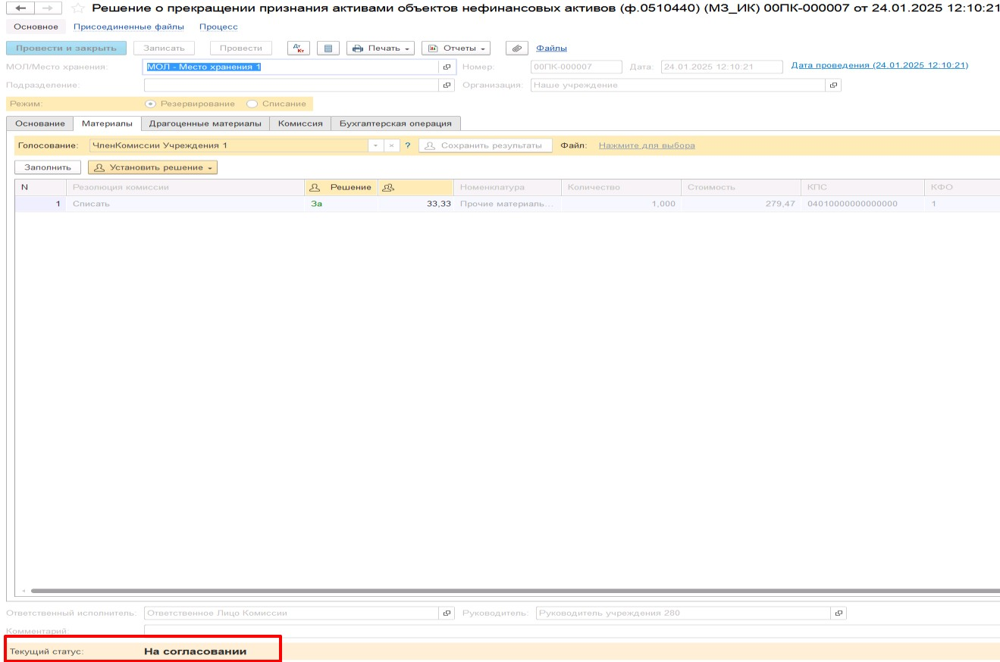 Решение о прекращении признания активами объектов нефинансовых активов (ф.0510440) (МЗ_ИК) 00ПК-000007 от 24.01.2025 12:10:21
Основное Присоединенные файлы Процесс
Провести и закрыть Записать Провести Дт Кт Печать Отчеты Файлы
МОЛ/Место хранения: МОЛ - Место хранения 1 Номер: 00ПК-000007 Дата: 24.01.2025 12:10:21 Дата проведения (24.01.2025 12:10:21)
Подразделение: Организация: Наше учреждение
Режим: Резервирование Списание
Основание Материалы Драгоценные материалы Комиссия Бухгалтерская операция
Голосование: ЧленКомиссии Учреждения 1 ? Сохранить результаты Файл: Нажмите для выбора
Заполнить Установить решение
N Резолюция комиссии Решение Номенклатура Количество Стоимость КПС КФО
1 Списать За 33,33 Прочие материаль... 1,000 279,47 04010000000000000 1
Ответственный исполнитель: Ответственное Лицо Комиссии Руководитель: Руководитель учреждения 280
Комментарий:
Текущий статус: На согласовании